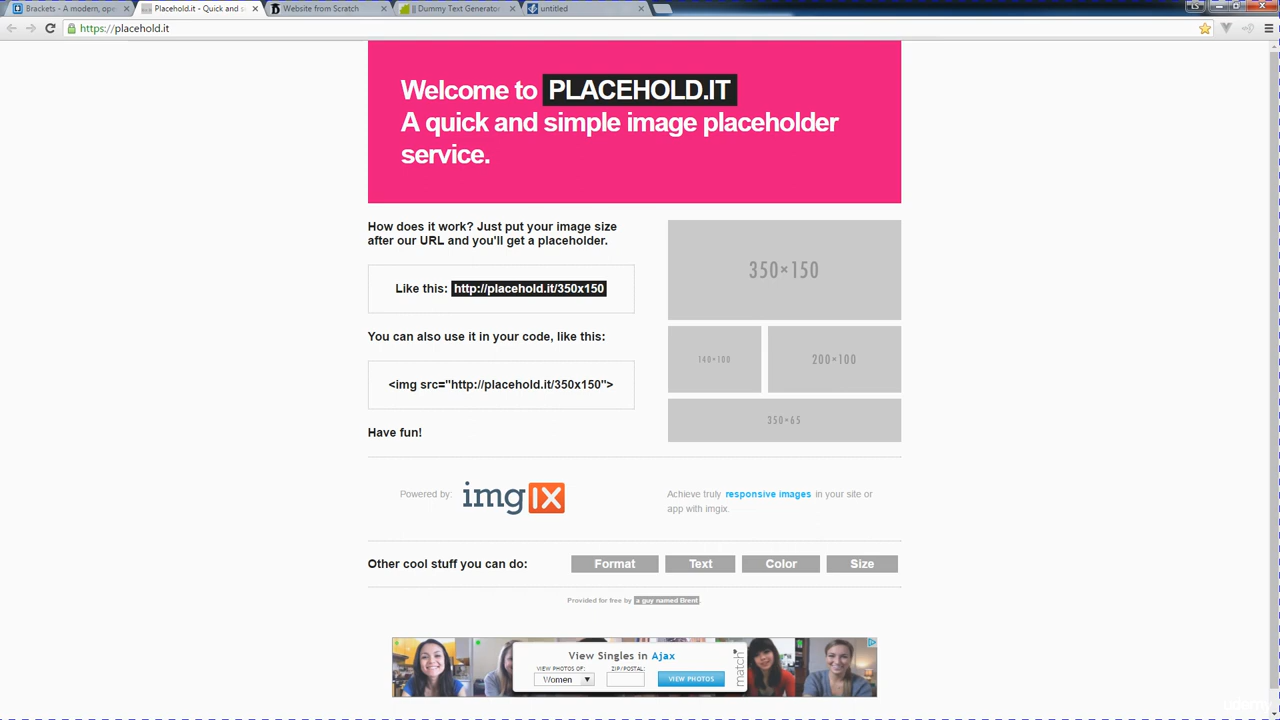 Brackets - A modern, ope
Placehold.it - Quick and s
Website from Scratch
|| Dummy Text Generator
untitled
https://placehold.it
Welcome to PLACEHOLD.IT
A quick and simple image placeholder
service.
How does it work? Just put your image size
after our URL and you'll get a placeholder.
Like this: http://placehold.it/350x150
You can also use it in your code, like this:
<img src="http://placehold.it/350x150">
Have fun!
350×150
140×100
200×100
350×65
Powered by: imgIX
Achieve truly responsive images in your site or
app with imgix.
Other cool stuff you can do: Format Text Color Size
Provided for free by a guy named Brent.
View Singles in Ajax
VIEW PHOTOS OF: ZIP/POSTAL:
Women VIEW PHOTOS
match